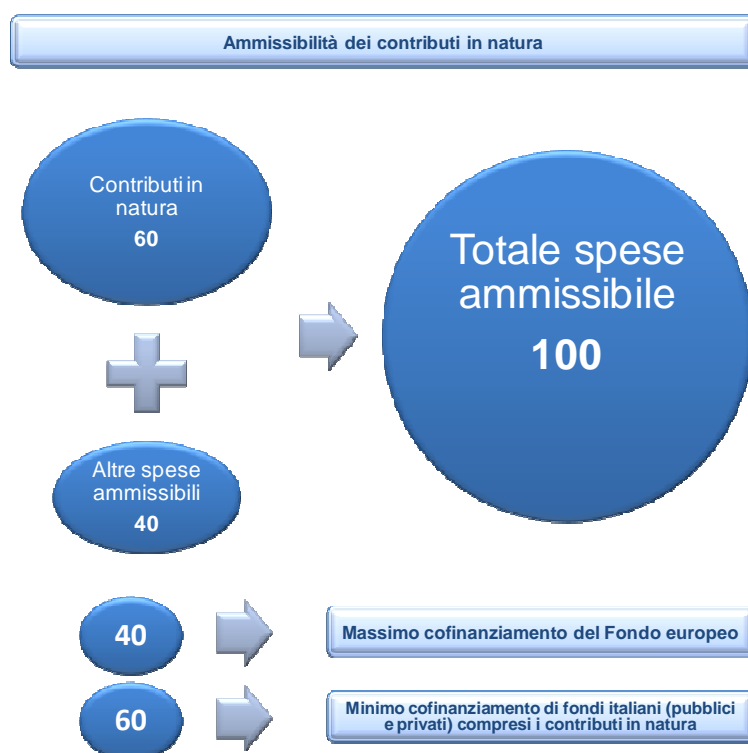 Ammissibilità dei contributi in natura
Contributi in
natura
60
Totale spese
ammissibile
100
Altre spese
ammissibili
40
40
Massimo cofinanziamento del Fondo europeo
60
Minimo cofinanziamento di fondi italiani (pubblici
e privati) compresi i contributi in natura